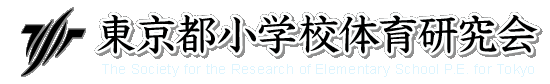 東京都小学校体育研究会
The Society for the Research of Elementary School P.E. for Tokyo